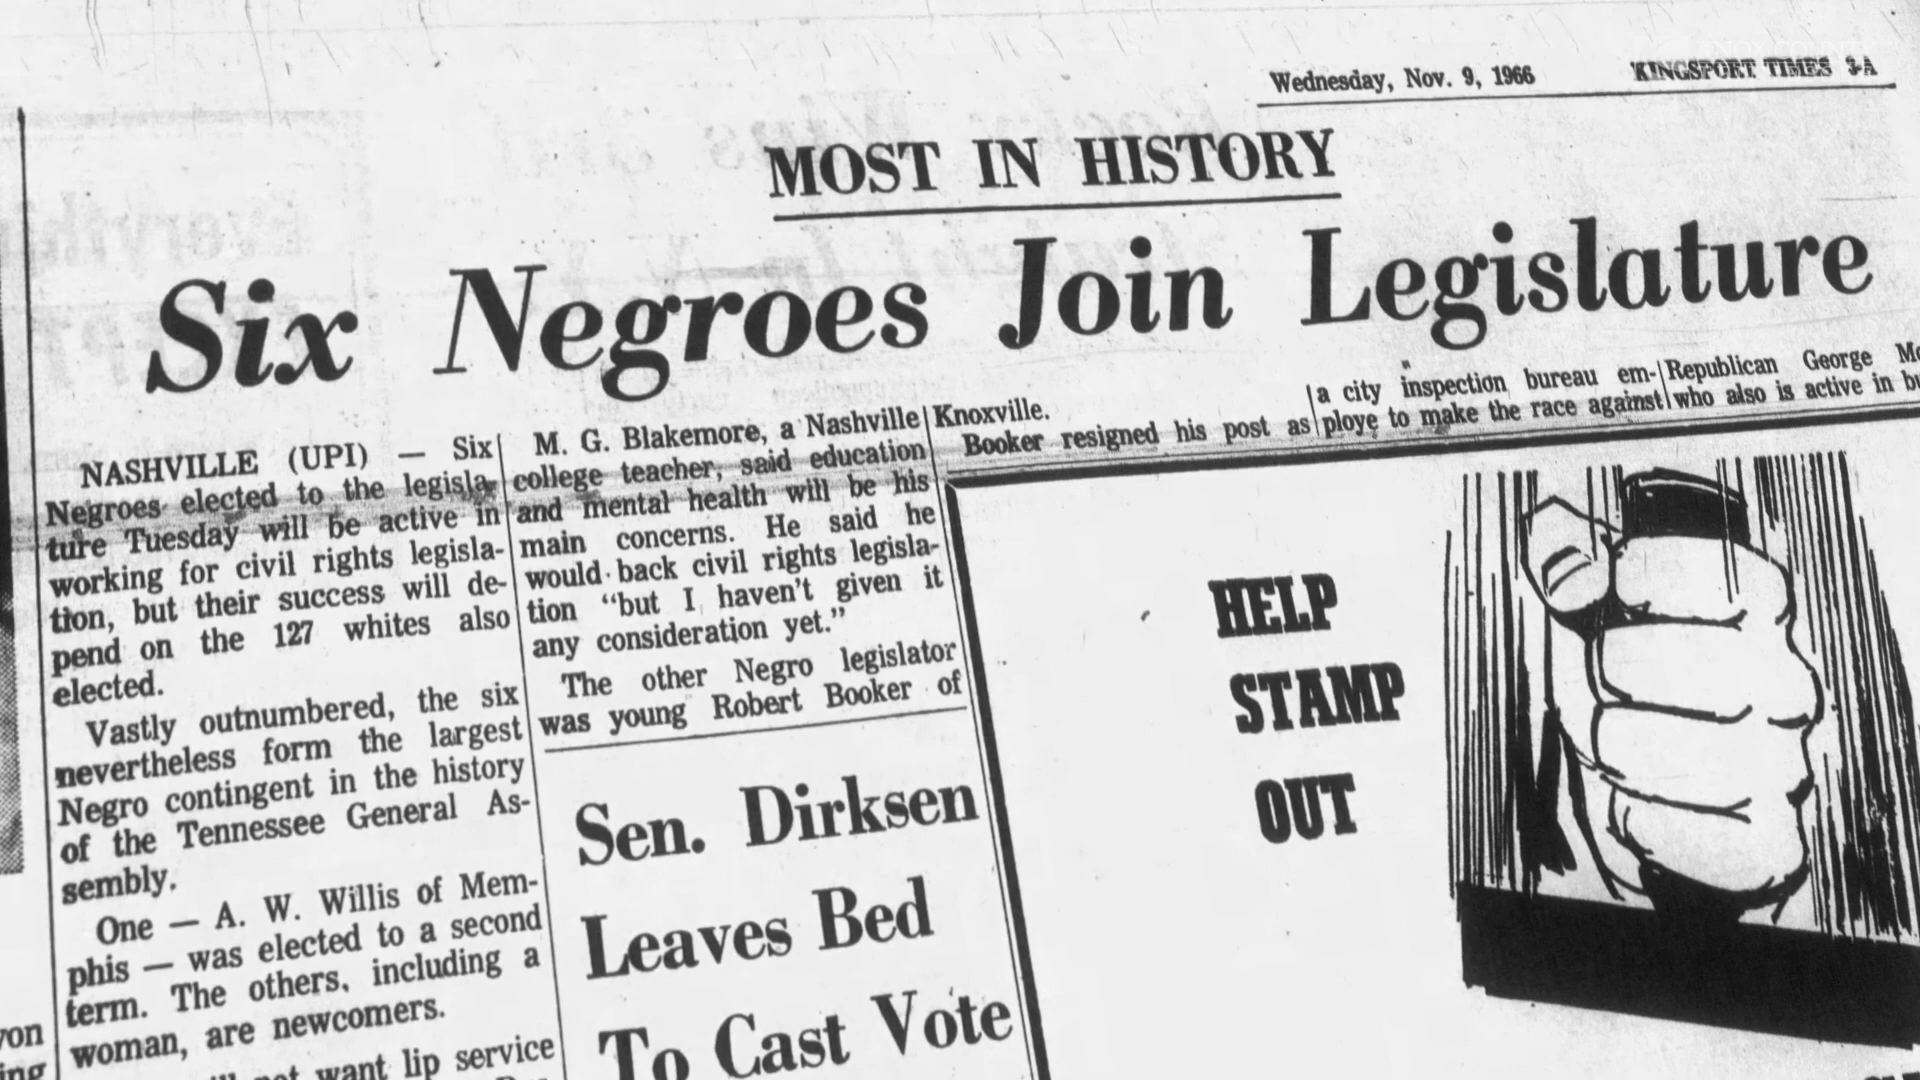 Wednesday, Nov. 9, 1966 KINGSPORT TIMES 3-A
MOST IN HISTORY
Six Negroes Join Legislature
NASHVILLE (UPI) — Six
Negroes elected to the legisla-
ture Tuesday will be active in
working for civil rights legisla-
tion, but their success will de-
pend on the 127 whites also
elected.
Vastly outnumbered, the six
nevertheless form the largest
Negro contingent in the history
of the Tennessee General As-
sembly.
One — A. W. Willis of Mem-
phis — was elected to a second
term. The others, including a
woman, are newcomers.
not want lip service
M. G. Blakemore, a Nashville
college teacher, said education
and mental health will be his
main concerns. He said he
would back civil rights legisla-
tion "but I haven't given it
any consideration yet."
The other Negro legislator
was young Robert Booker of
Knoxville.
Booker resigned his post as
a city inspection bureau em-
ploye to make the race against
Republican George
who also is active in
Sen. Dirksen
Leaves Bed
To Cast Vote
HELP
STAMP
OUT